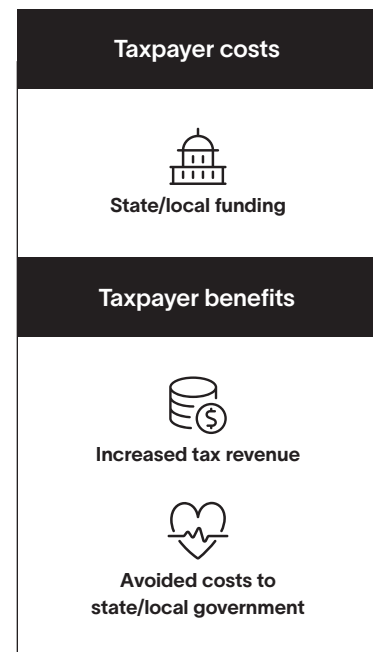 Taxpayer costs
State/local funding
Taxpayer benefits
$
Increased tax revenue
Avoided costs to
state/local government